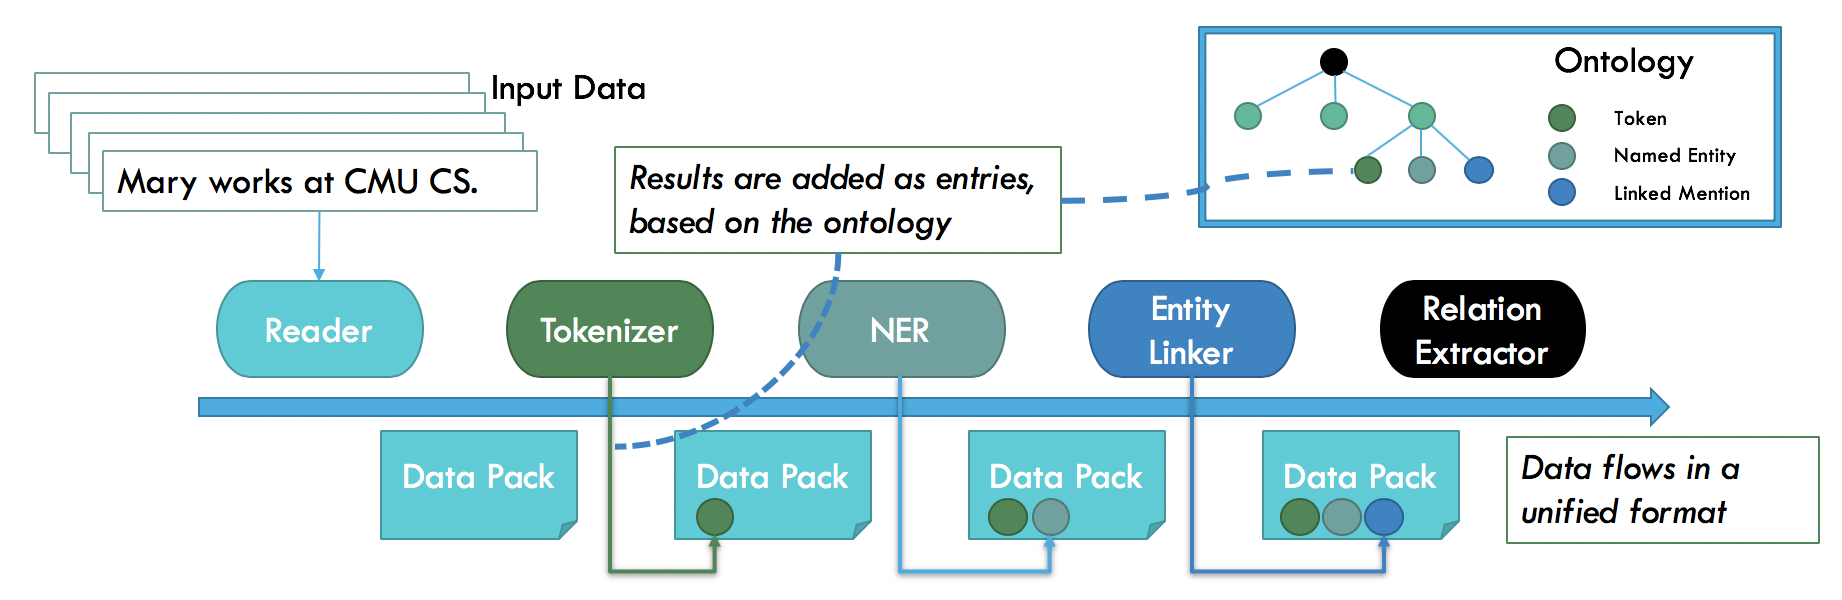 Input Data
Mary works at CMU CS.
Results are added as entries,
based on the ontology
Ontology
Token
Named Entity
Linked Mention
Reader
Tokenizer
NER
Entity
Linker
Relation
Extractor
Data Pack
Data Pack
Data Pack
Data Pack
Data flows in a
unified format